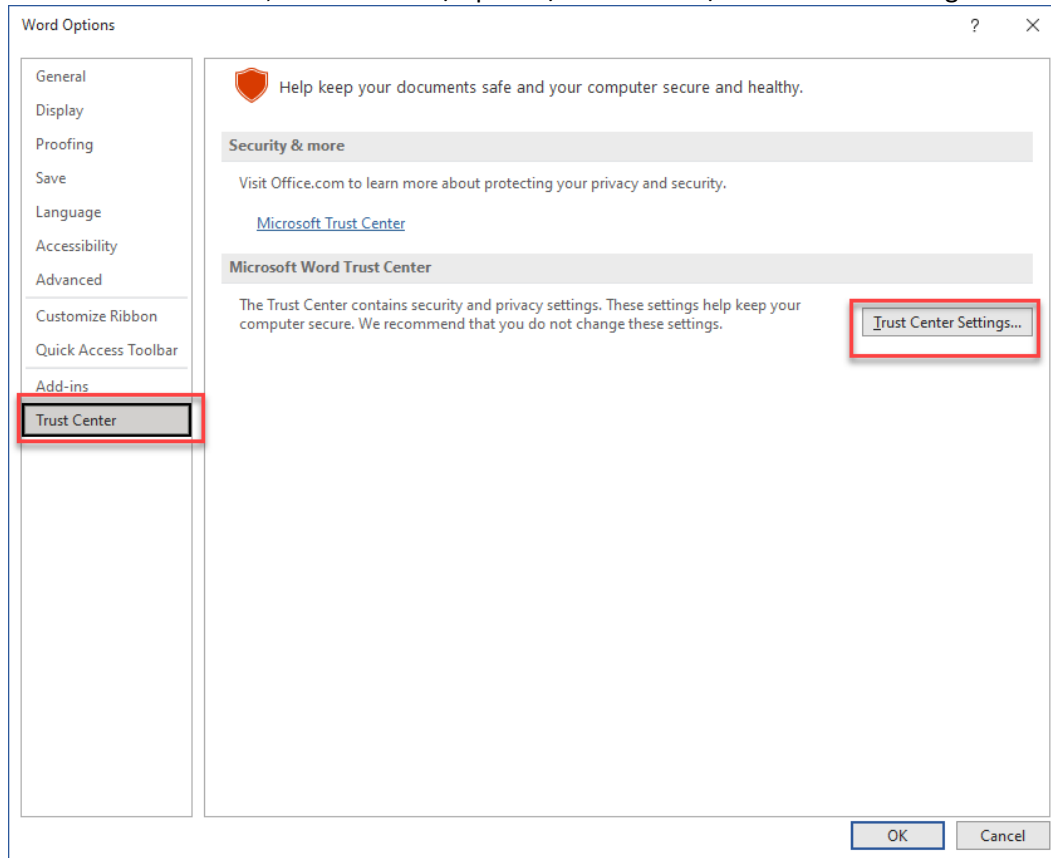 Word Options
?
General
Display
Proofing
Save
Language
Accessibility
Advanced
Customize Ribbon
Quick Access Toolbar
Add-ins
Trust Center
Help keep your documents safe and your computer secure and healthy.
Security & more
Visit Office.com to learn more about protecting your privacy and security.
Microsoft Trust Center
Microsoft Word Trust Center
The Trust Center contains security and privacy settings. These settings help keep your
computer secure. We recommend that you do not change these settings.
Trust Center Settings...
OK
Cancel